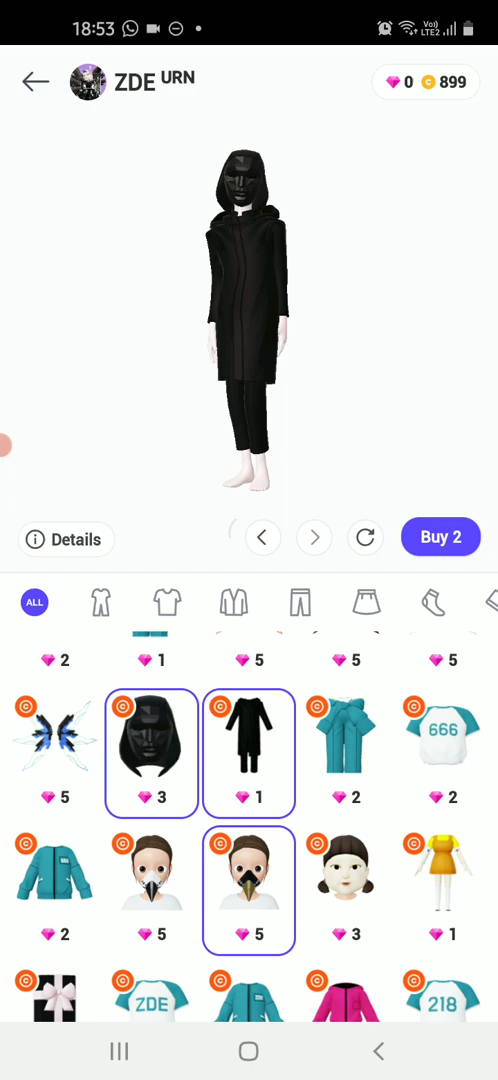 18:53
Vo))
LTE2
ZDE URN
0
C 899
Details
Buy 2
ALL
2 1 5 5 5
C C C C C
666
5 3 1 2 2
C C C C C
2 5 5 3 1
C C C C C
ZDE
218